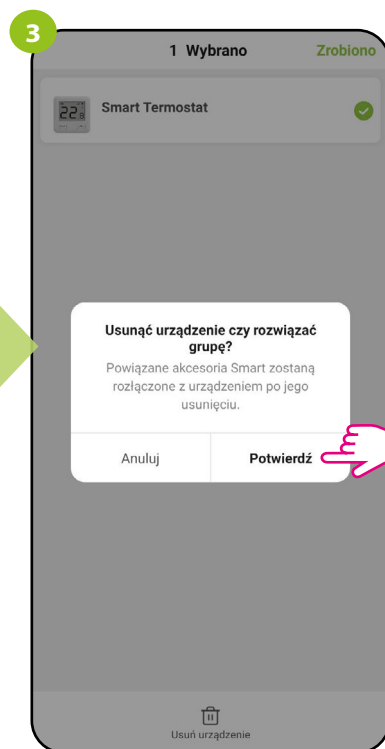 3
1 Wybrano
Zrobiono
Smart Termostat
Usunąć urządzenie czy rozwiązać
grupę?
Powiązane akcesoria Smart zostaną
rozłączone z urządzeniem po jego
usunięciu.
Anuluj
Potwierdź
Usuń urządzenie